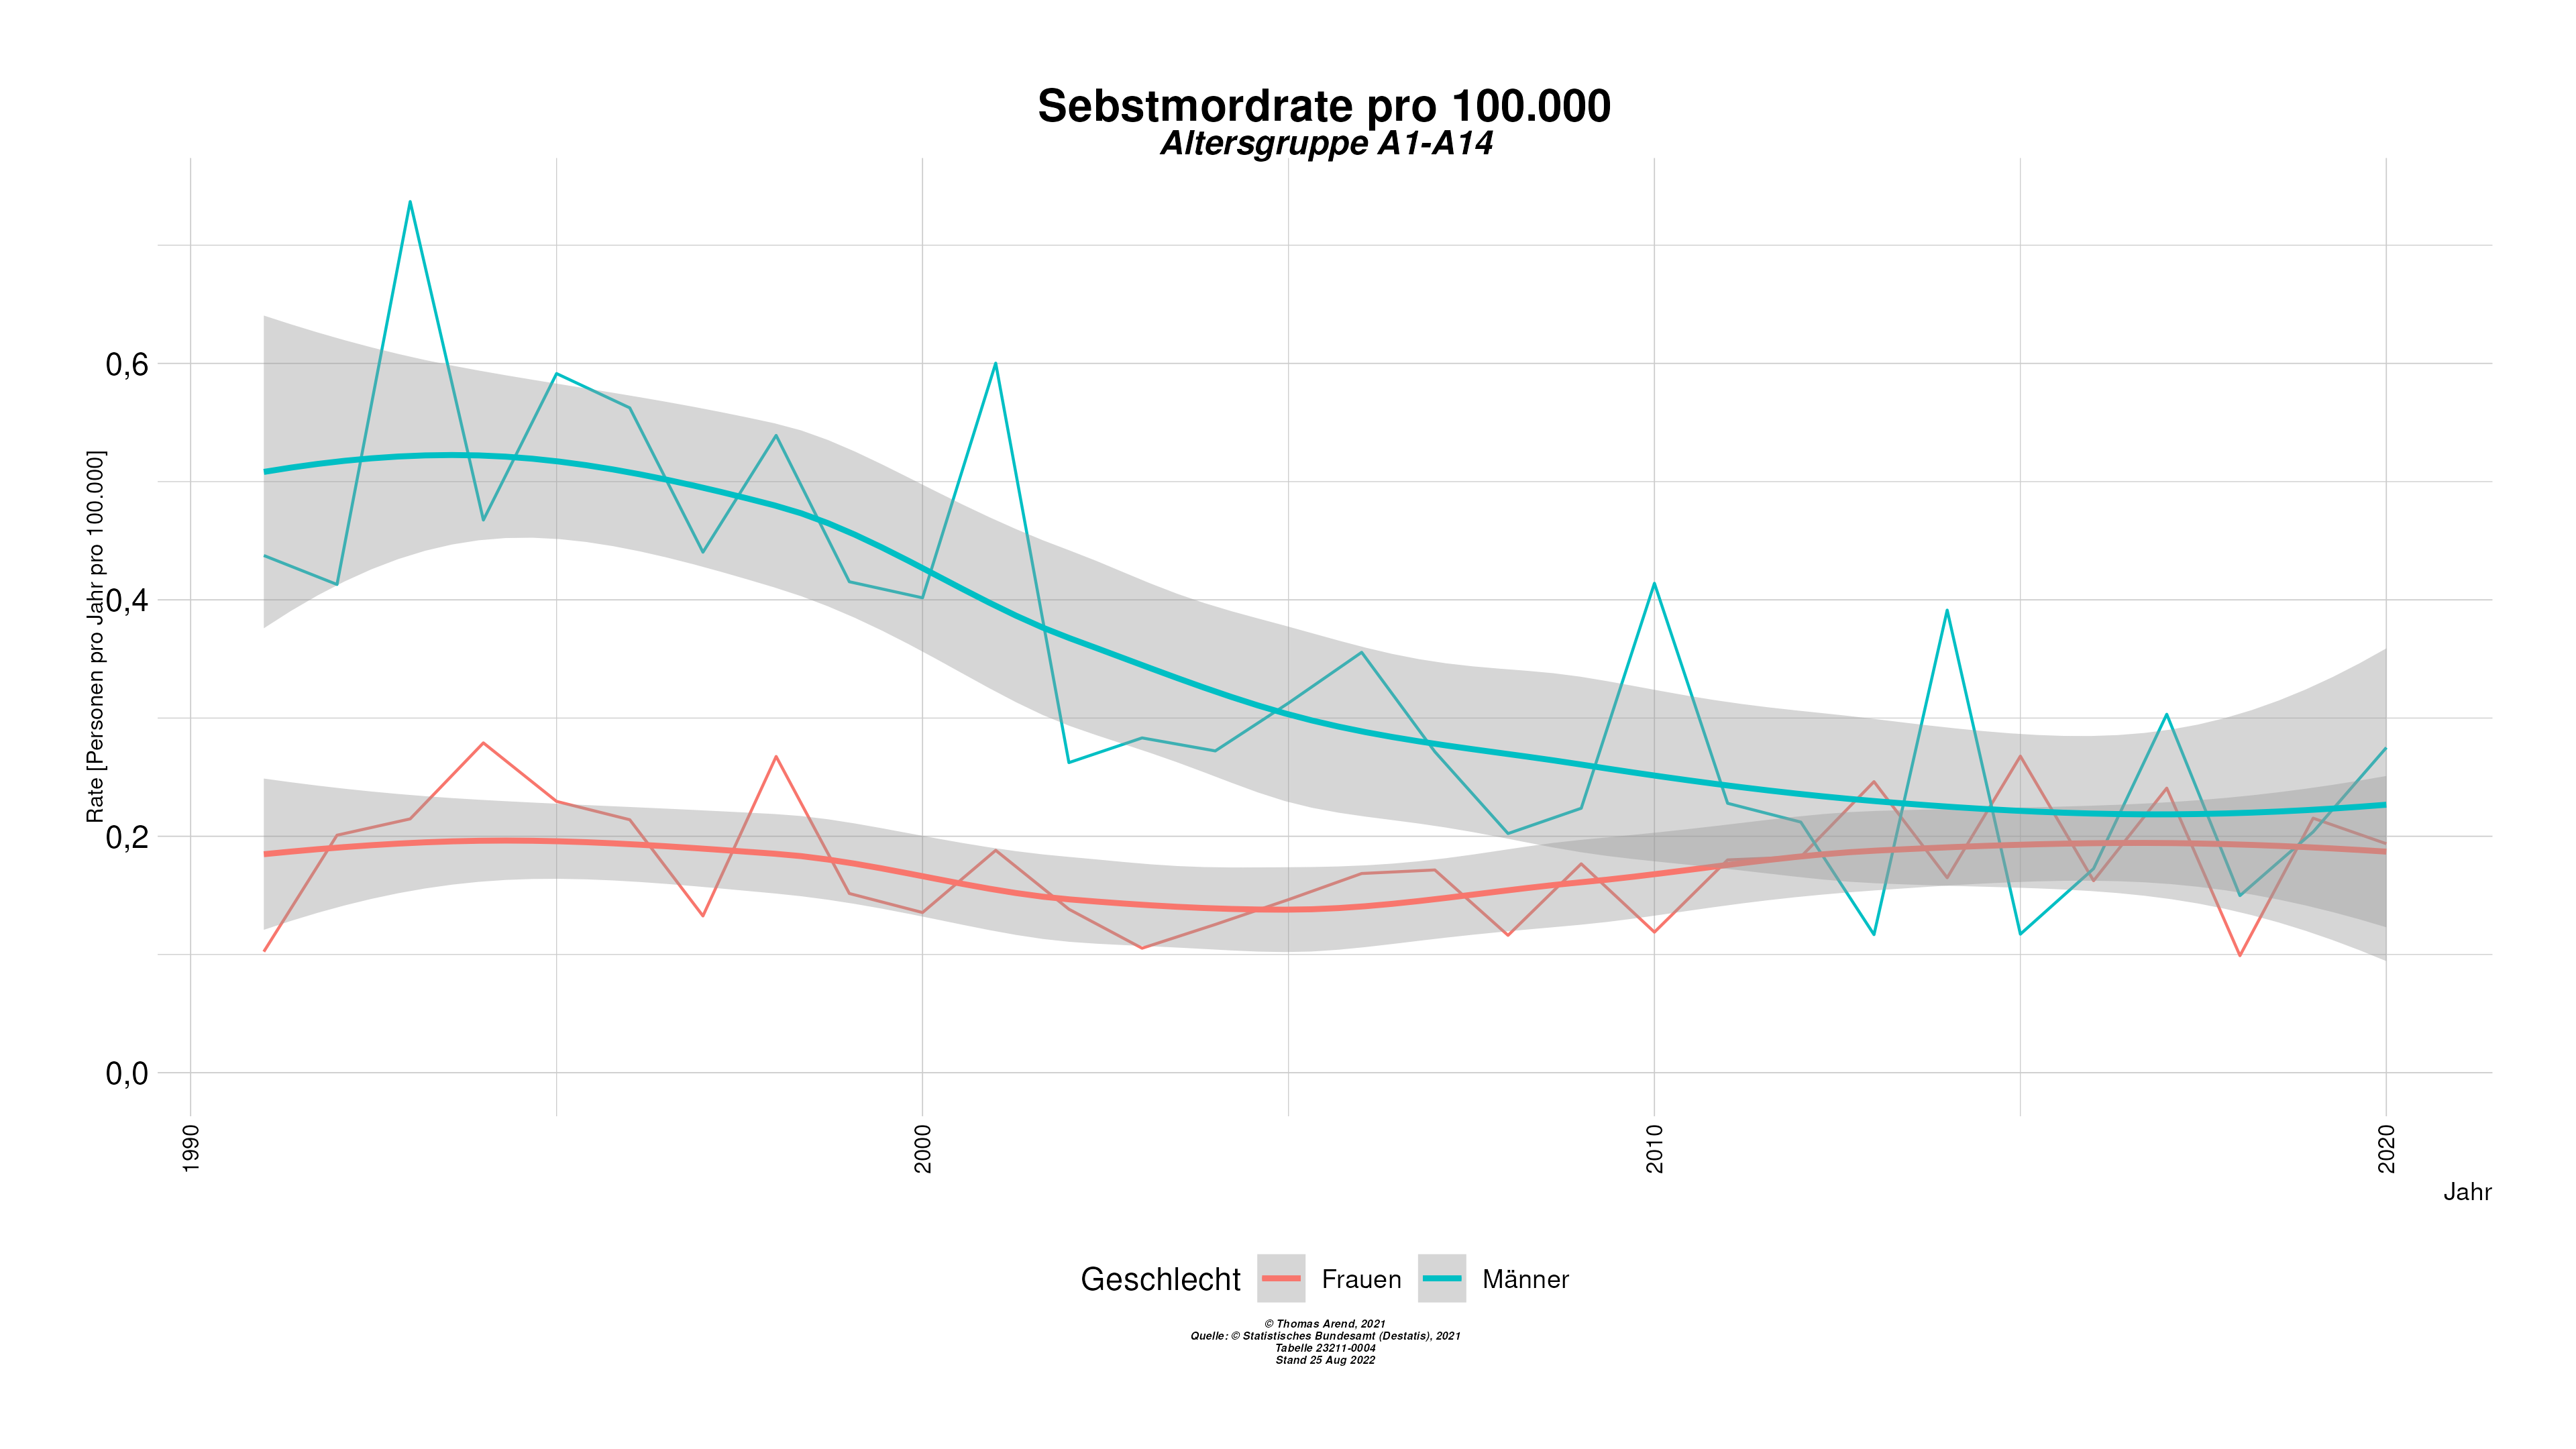 Sebstmordrate pro 100.000
Altersgruppe A1-A14
Rate [Personen pro Jahr pro 100.000]
0,6
0,4
0,2
0,0
1990
2000
2010
2020
Jahr
Geschlecht Frauen Männer
© Thomas Arend, 2021
Quelle: © Statistisches Bundesamt (Destatis), 2021
Tabelle 23211-0004
Stand 25 Aug 2022